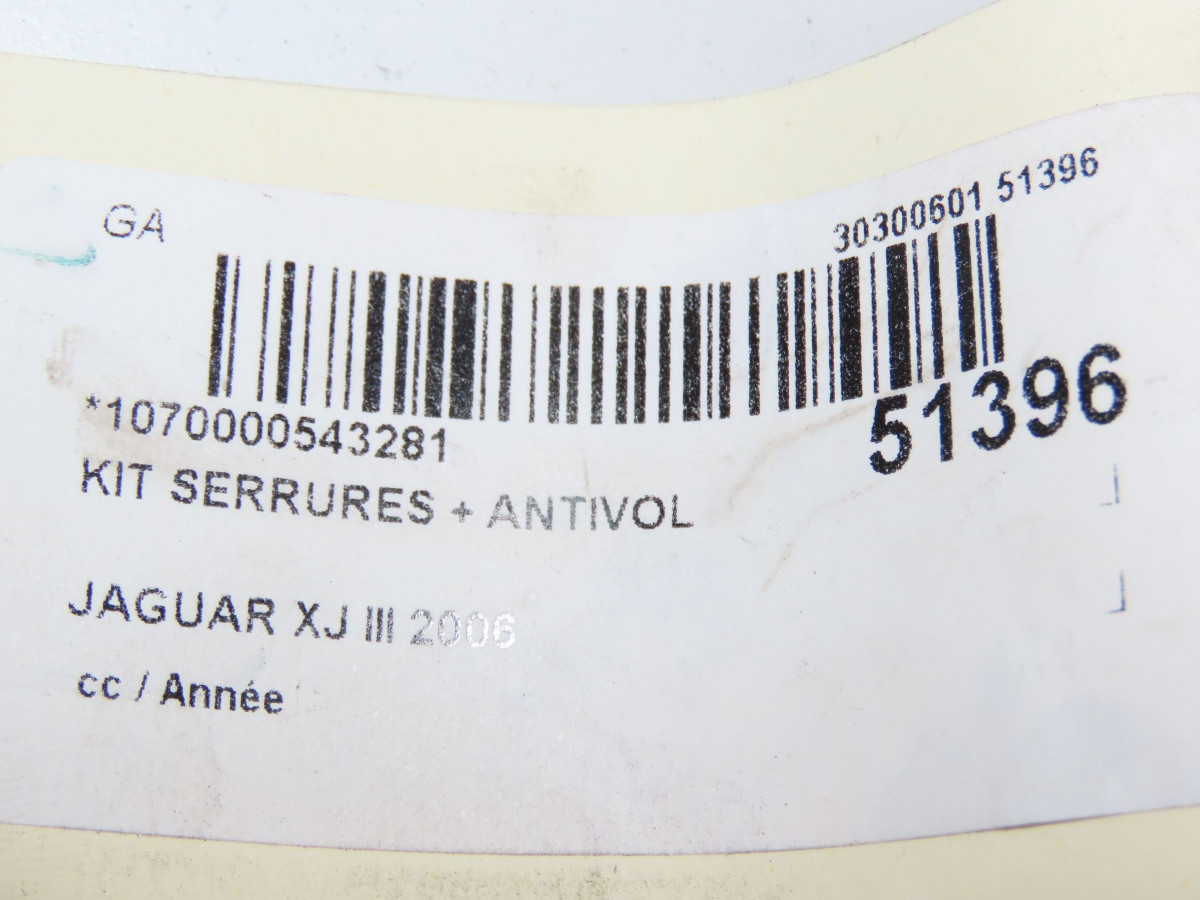 GA
30300601 51396
*1070000543281
51396
KIT SERRURES + ANTIVOL
JAGUAR XJ III 2006
cc / Année